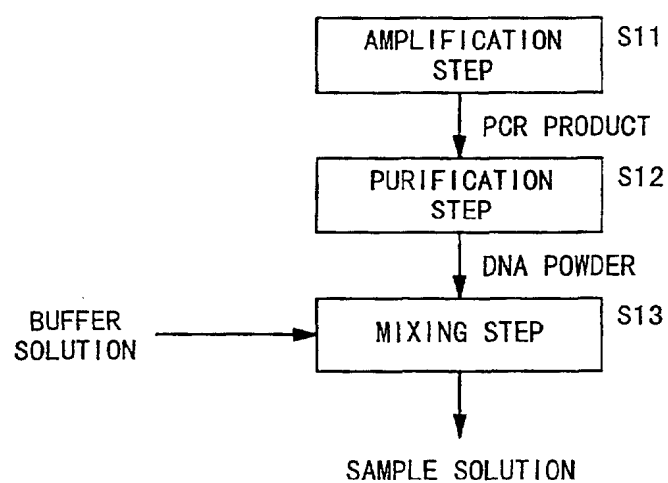 AMPLIFICATION
STEP
S11
PCR PRODUCT
PURIFICATION
STEP
S12
DNA POWDER
BUFFER
SOLUTION
MIXING STEP
S13
SAMPLE SOLUTION